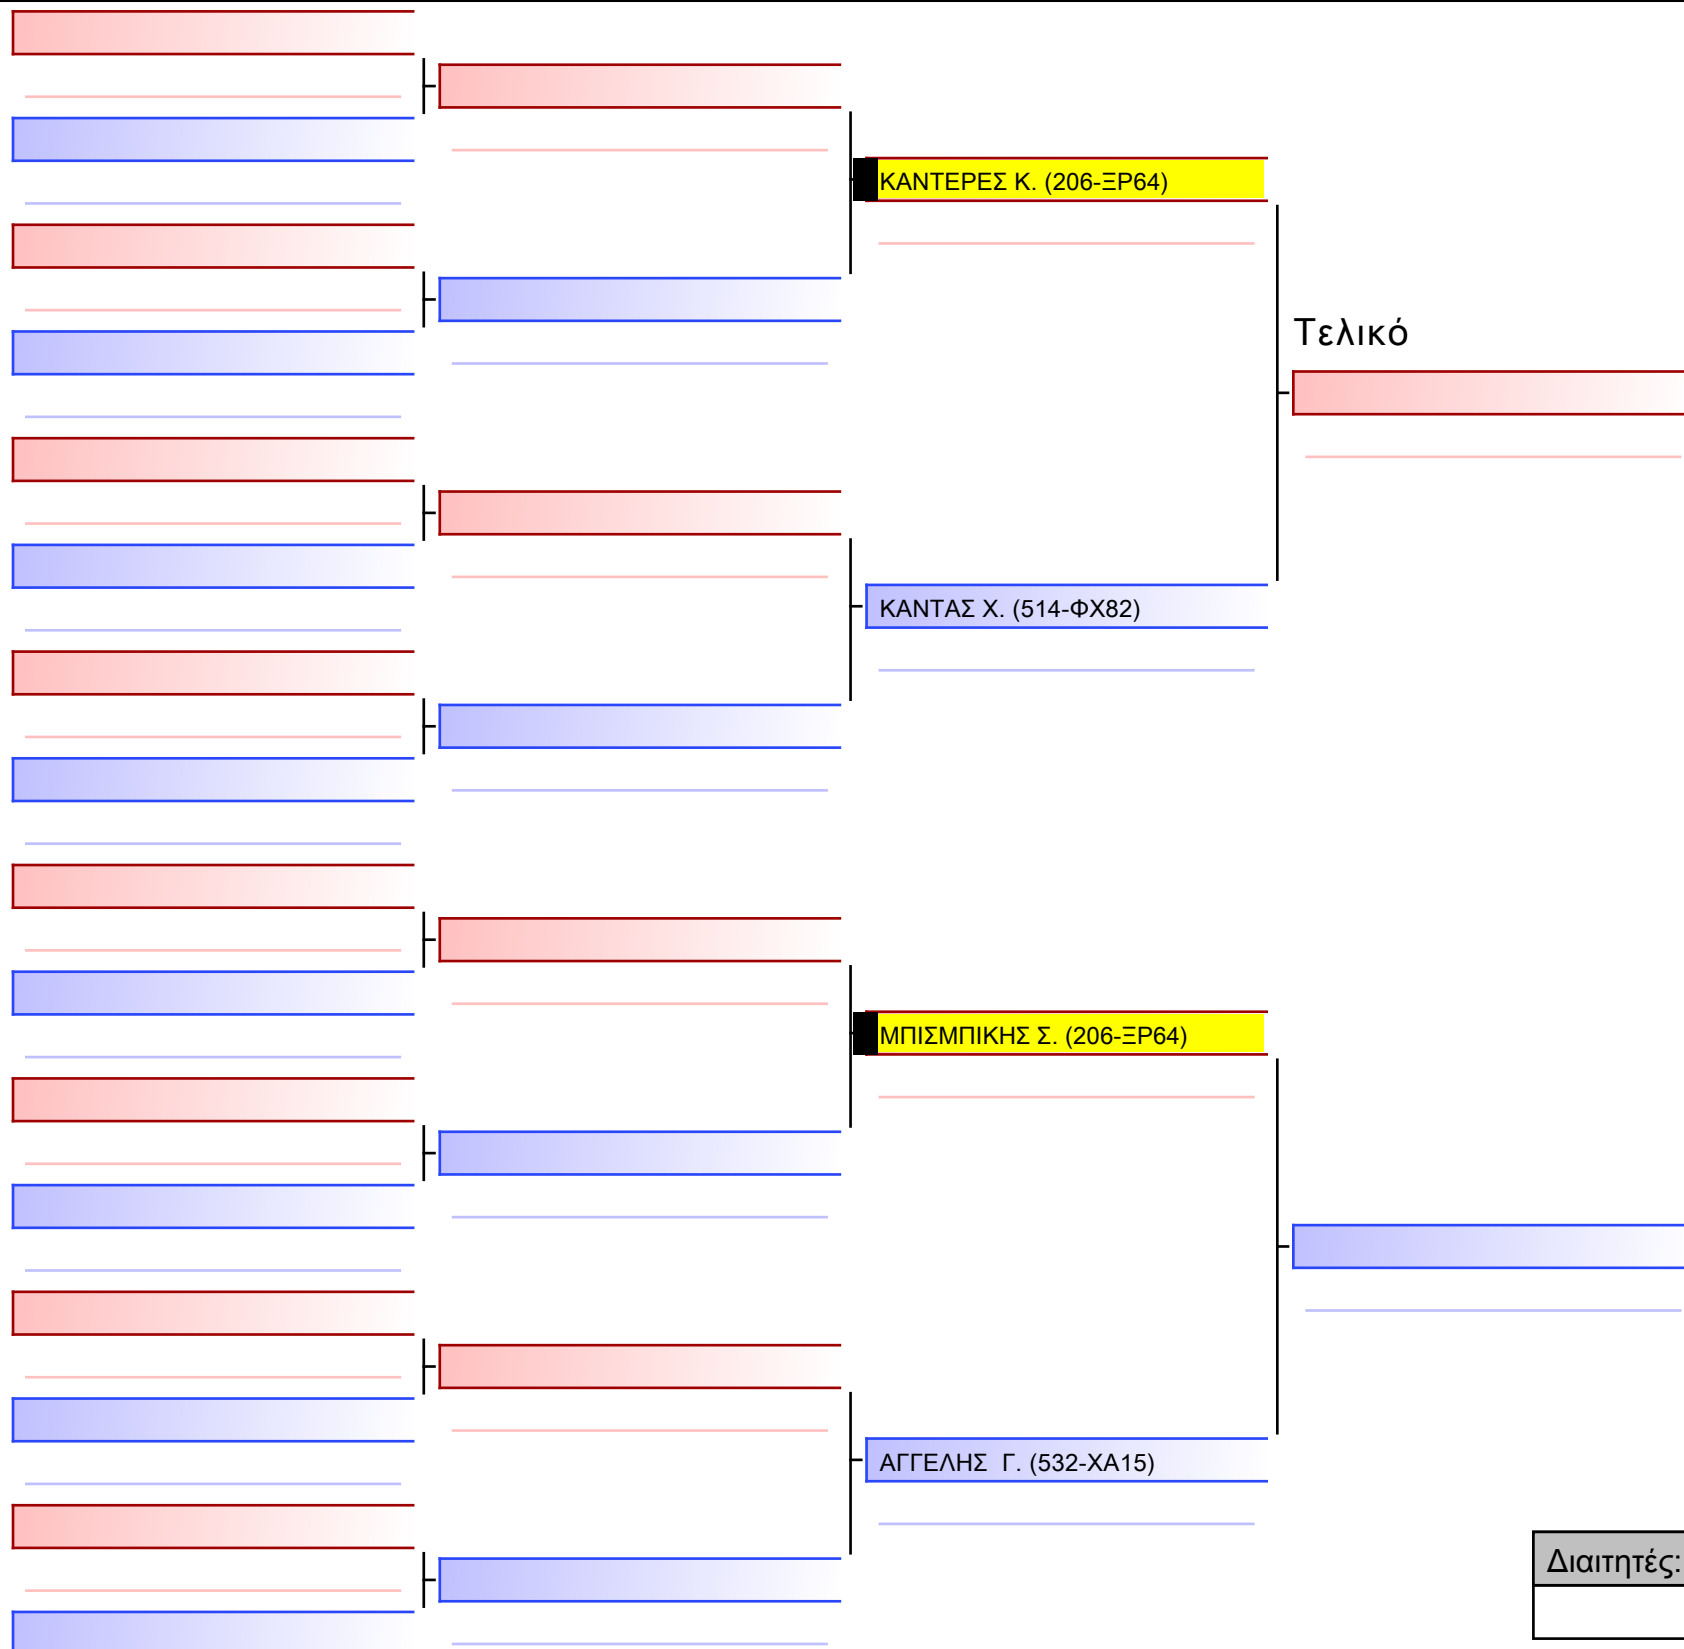 ΚΑΝΤΕΡΕΣ Κ. (206-ΞΡ64)
Τελικό
ΚΑΝΤΑΣ Χ. (514-ΦΧ82)
ΜΠΙΣΜΠΙΚΗΣ Σ. (206-ΞΡ64)
ΑΓΓΕΛΗΣ  Γ. (532-ΧΑ15)
Διαιτητές: